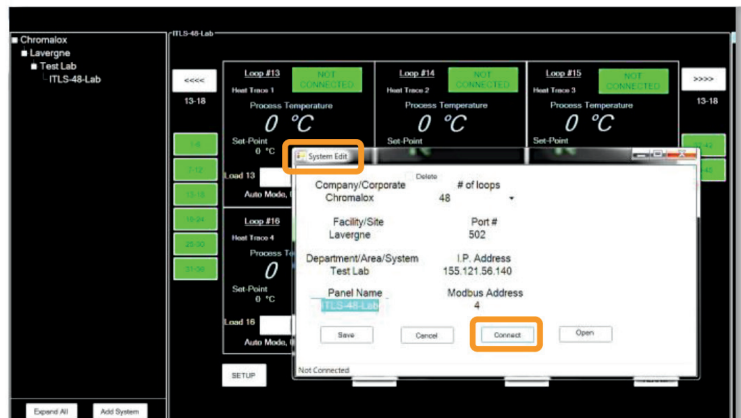 Chromalox
Lavergne
Test Lab
ITLS-48-Lab
ITLS-48-Lab
<<<<
13-18
1-6
7-12
13-18
19-24
25-30
31-36
Loop #13
NOT CONNECTED
Heat Trace 1
Process Temperature
0 °C
Set-Point
0 °C
Load 13
Auto Mode,
Loop #14
NOT CONNECTED
Heat Trace 2
Process Temperature
0 °C
Set-Point
Loop #15
NOT CONNECTED
Heat Trace 3
Process Temperature
0 °C
Set-Point
>>>>
13-18
Loop #16
Heat Trace 4
Process
0
Set-Point
0 °C
Load 16
Auto Mode,
System Edit
Delete
Company/Corporate
# of loops
Chromalox
48
Facility/Site
Port #
Lavergne
502
Department/Area/System
I.P. Address
Test Lab
155.121.56.140
Panel Name
Modbus Address
ITLS-48-Lab
4
Save
Cancel
Connect
Open
Not Connected
SETUP
Expand All
Add System